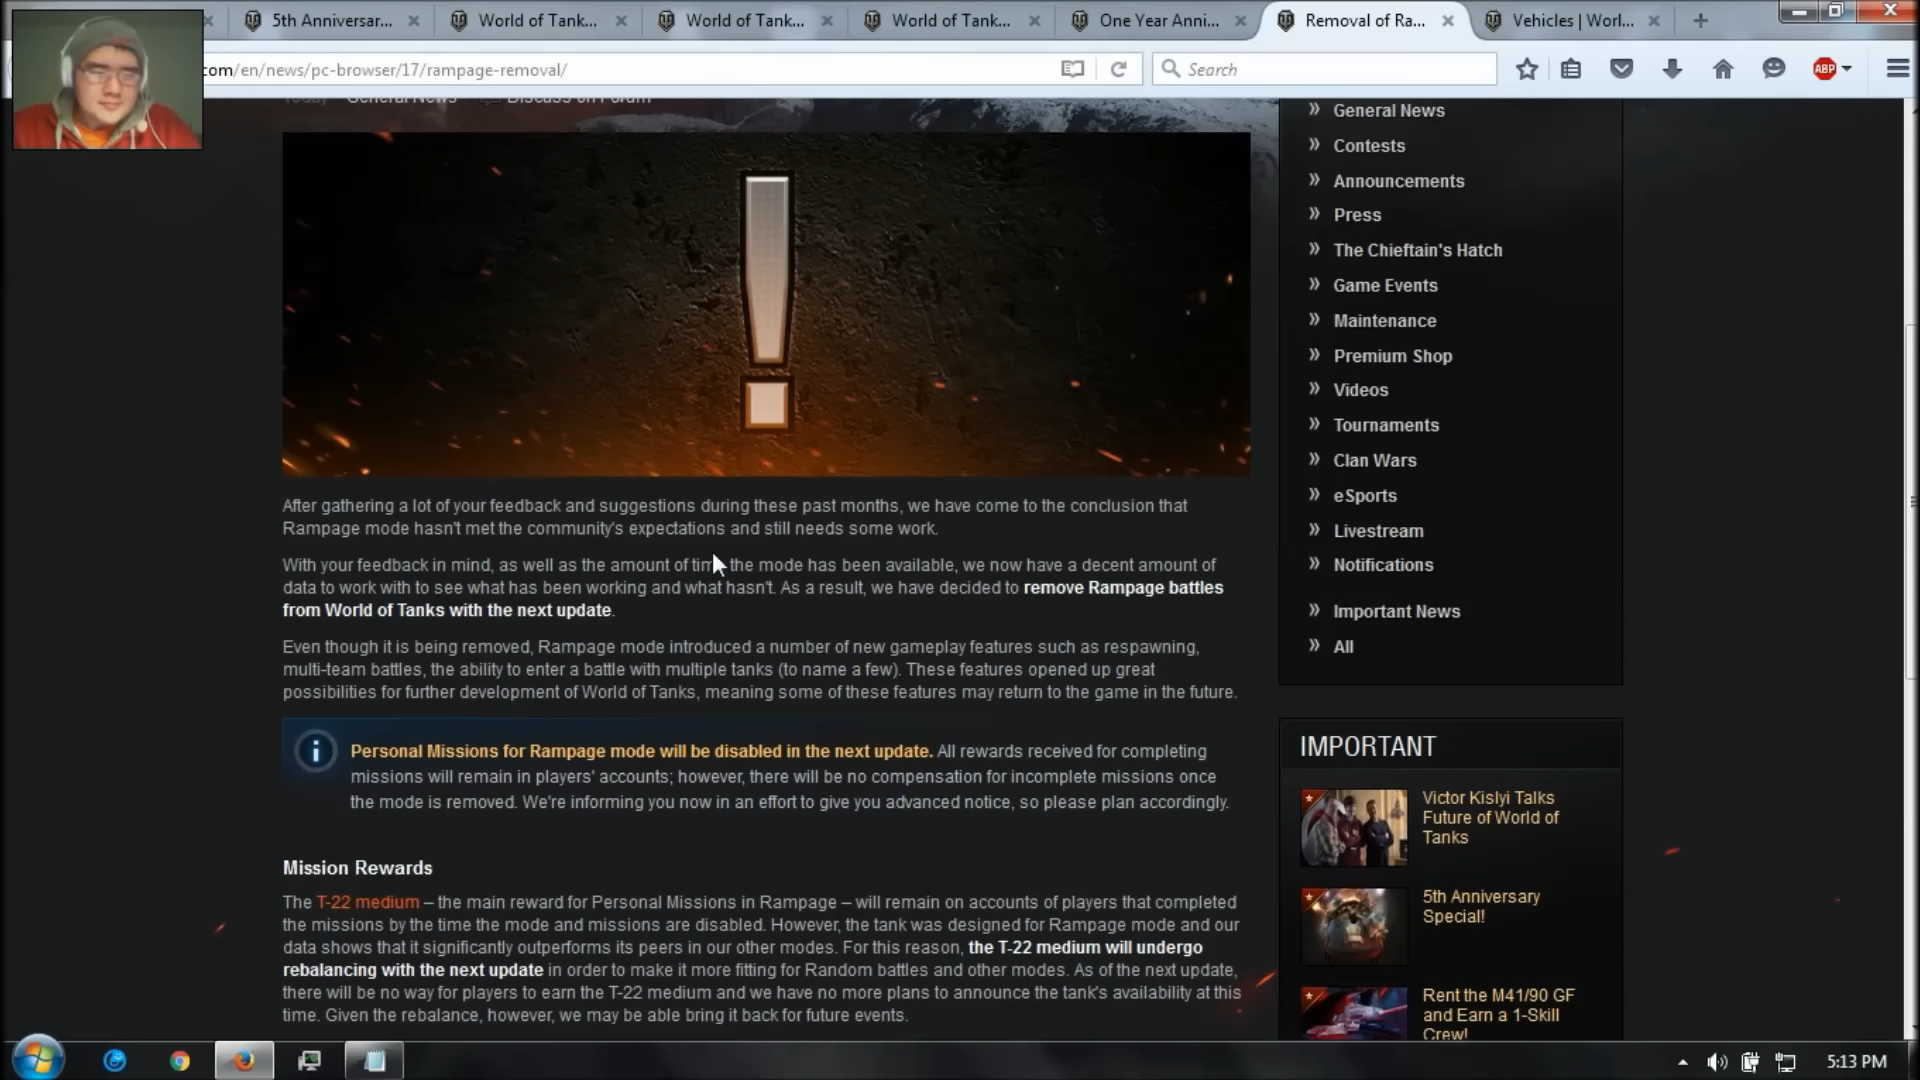 5th Anniversar...
World of Tank...
World of Tank...
World of Tank...
One Year Anni...
Removal of Ra...
Vehicles | Worl...
com/en/news/pc-browser/17/rampage-removal/
Search
ABP
Today General News Discuss on Forum
After gathering a lot of your feedback and suggestions during these past months, we have come to the conclusion that
Rampage mode hasn't met the community's expectations and still needs some work.
With your feedback in mind, as well as the amount of time the mode has been available, we now have a decent amount of
data to work with to see what has been working and what hasn't. As a result, we have decided to remove Rampage battles
from World of Tanks with the next update.
Even though it is being removed, Rampage mode introduced a number of new gameplay features such as respawning,
multi-team battles, the ability to enter a battle with multiple tanks (to name a few). These features opened up great
possibilities for further development of World of Tanks, meaning some of these features may return to the game in the future.
Personal Missions for Rampage mode will be disabled in the next update. All rewards received for completing
missions will remain in players' accounts; however, there will be no compensation for incomplete missions once
the mode is removed. We're informing you now in an effort to give you advanced notice, so please plan accordingly.
Mission Rewards
The T-22 medium – the main reward for Personal Missions in Rampage – will remain on accounts of players that completed
the missions by the time the mode and missions are disabled. However, the tank was designed for Rampage mode and our
data shows that it significantly outperforms its peers in our other modes. For this reason, the T-22 medium will undergo
rebalancing with the next update in order to make it more fitting for Random battles and other modes. As of the next update,
there will be no way for players to earn the T-22 medium and we have no more plans to announce the tank's availability at this
time. Given the rebalance, however, we may be able bring it back for future events.
» General News
» Contests
» Announcements
» Press
» The Chieftain's Hatch
» Game Events
» Maintenance
» Premium Shop
» Videos
» Tournaments
» Clan Wars
» eSports
» Livestream
» Notifications
» Important News
» All
IMPORTANT
Victor Kislyi Talks
Future of World of
Tanks
5th Anniversary
Special!
Rent the M41/90 GF
and Earn a 1-Skill
Crew!
5:13 PM